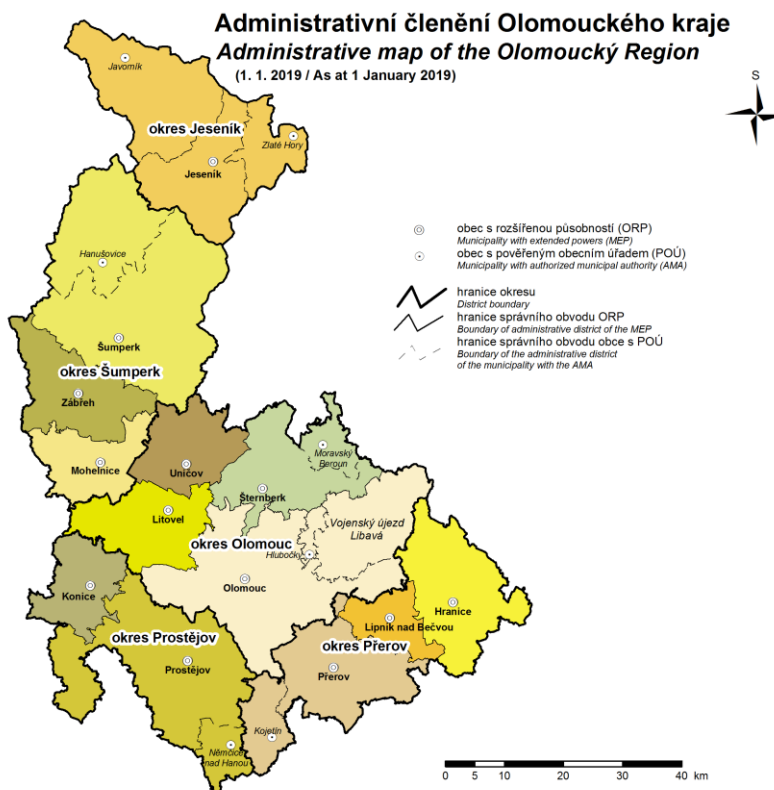 Administrativní členění Olomouckého kraje
Administrative map of the Olomoucký Region
(1. 1. 2019 / As at 1 January 2019)
S
Javorník
okres Jeseník
Zlaté Hory
Jeseník
obec s rozšířenou působností (ORP)
Municipality with extended powers (MEP)
obec s pověřeným obecním úřadem (POÚ)
Municipality with authorized municipal authority (AMA)
hranice okresu
District boundary
hranice správního obvodu ORP
Boundary of administrative district of the MEP
hranice správního obvodu obce s POÚ
Boundary of the administrative district
of the municipality with the AMA
Hanušovice
Šumperk
okres Šumperk
Zábřeh
Mohelnice
Uničov
Moravský
Beroun
Šternberk
Litovel
Vojenský újezd
Libavá
okres Olomouc
Hlubočky
Olomouc
Konice
Hranice
Lipník nad Bečvou
okres Prostějov
okres Přerov
Prostějov
Přerov
Kojetín
Němčice
nad Hanou
0 5 10 20 30 40 km